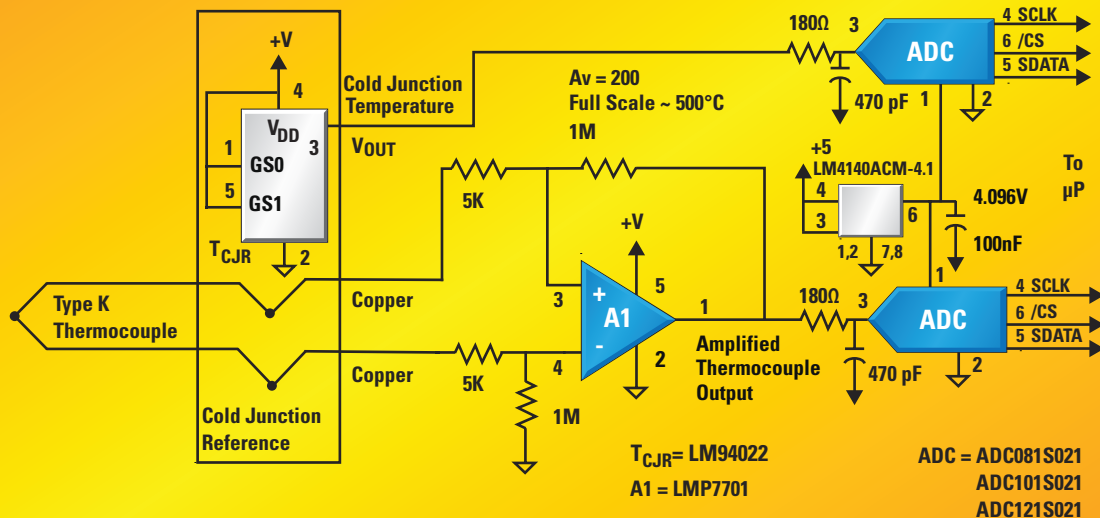 +V
4
V_DD
3
1
GS0
5
GS1
T_CJR
2
Cold Junction
Temperature
V_OUT
Av = 200
Full Scale ~ 500°C
1M
5K
180Ω
3
470 pF
ADC
4 SCLK
6 /CS
5 SDATA
1
2
+5
LM4140ACM-4.1
4
3
6
1,2
7,8
4.096V
100nF
To
µP
Type K
Thermocouple
Copper
Copper
5K
1M
Cold Junction
Reference
+V
3
+
A1
-
4
5
2
1
Amplified
Thermocouple
Output
180Ω
3
470 pF
1
ADC
4 SCLK
6 /CS
5 SDATA
2
T_CJR= LM94022
A1 = LMP7701
ADC = ADC081S021
ADC101S021
ADC121S021